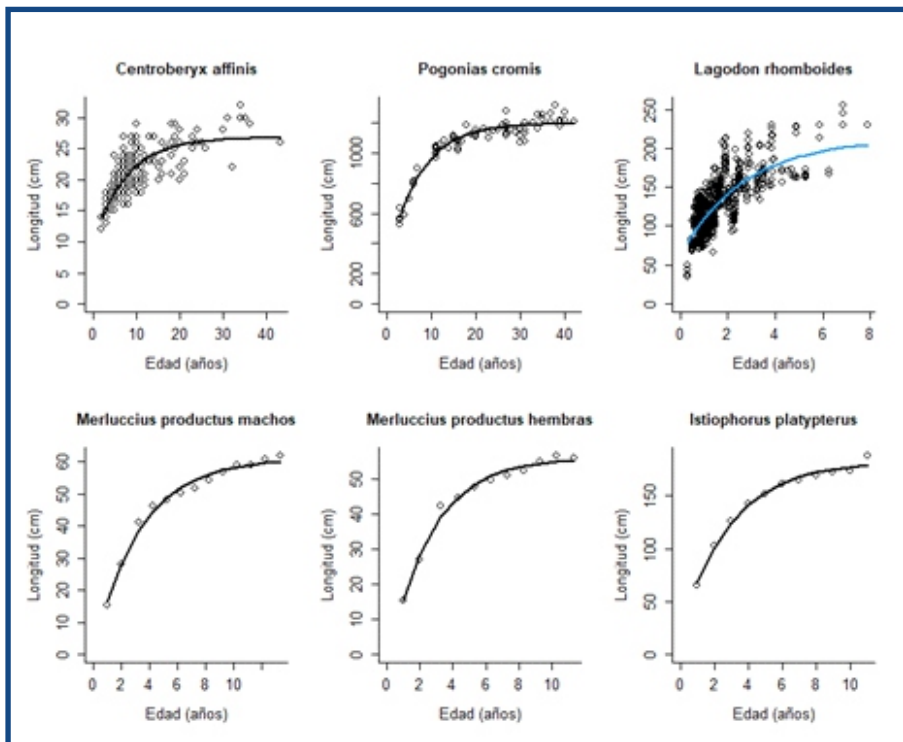 Centroberyx affinis
Pogonias cromis
Lagodon rhomboides
Longitud (cm)
0 5 10 15 20 25 30
0 10 20 30 40
Edad (años)
Longitud (cm)
0 200 600 1000
0 10 20 30 40
Edad (años)
Longitud (cm)
0 50 100 150 200 250
0 2 4 6 8
Edad (años)
Merluccius productus machos
Merluccius productus hembras
Istiophorus platypterus
Longitud (cm)
0 10 20 30 40 50 60
0 2 4 6 8 10
Edad (años)
Longitud (cm)
0 10 20 30 40 50
0 2 4 6 8 10
Edad (años)
Longitud (cm)
0 50 100 150
0 2 4 6 8 10
Edad (años)